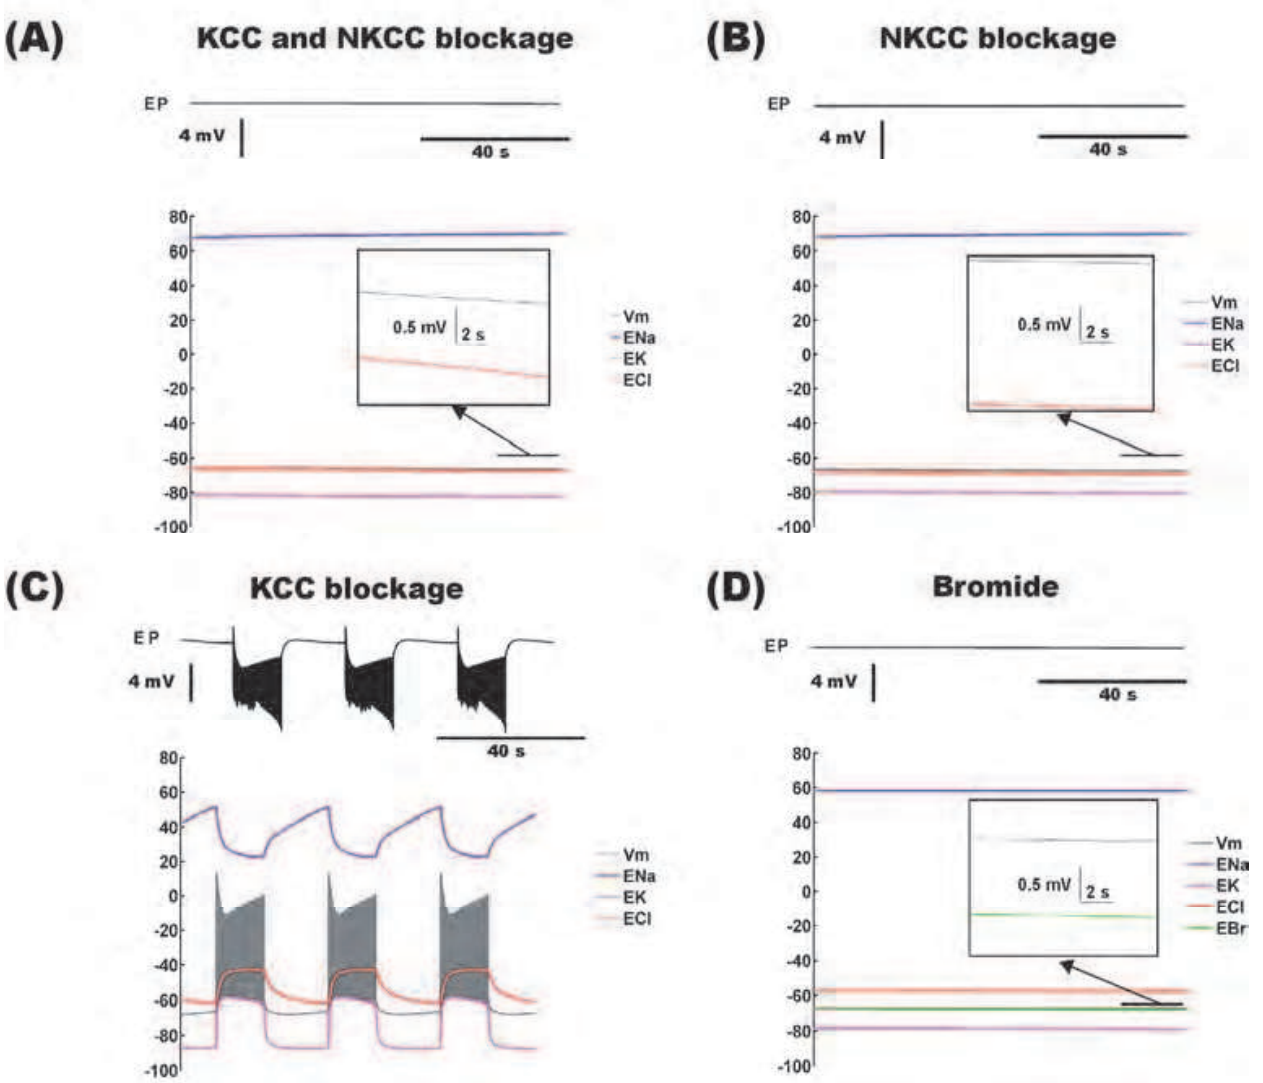 (A) KCC and NKCC blockage
EP
4 mV
40 s
80
60
40
20
0
-20
-40
-60
-80
-100
0.5 mV
2 s
Vm
ENa
EK
ECl
(B) NKCC blockage
EP
4 mV
40 s
80
60
40
20
0
-20
-40
-60
-80
-100
0.5 mV
2 s
Vm
ENa
EK
ECl
(C) KCC blockage
EP
4 mV
40 s
80
60
40
20
0
-20
-40
-60
-80
-100
Vm
ENa
EK
ECl
(D) Bromide
EP
4 mV
40 s
80
60
40
20
0
-20
-40
-60
-80
-100
0.5 mV
2 s
Vm
ENa
EK
ECl
EBr